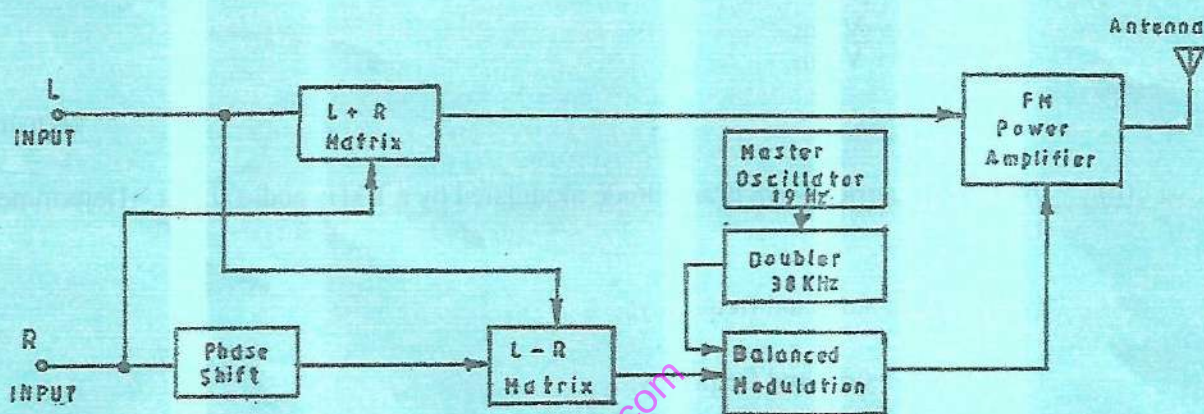 Antenna
L
INPUT
L + R
Matrix
FM
Power
Amplifier
Master
Oscillator
19 Hz
Doubler
38 KHz
R
INPUT
Phase
Shift
L - R
Matrix
Balanced
Modulation
.com